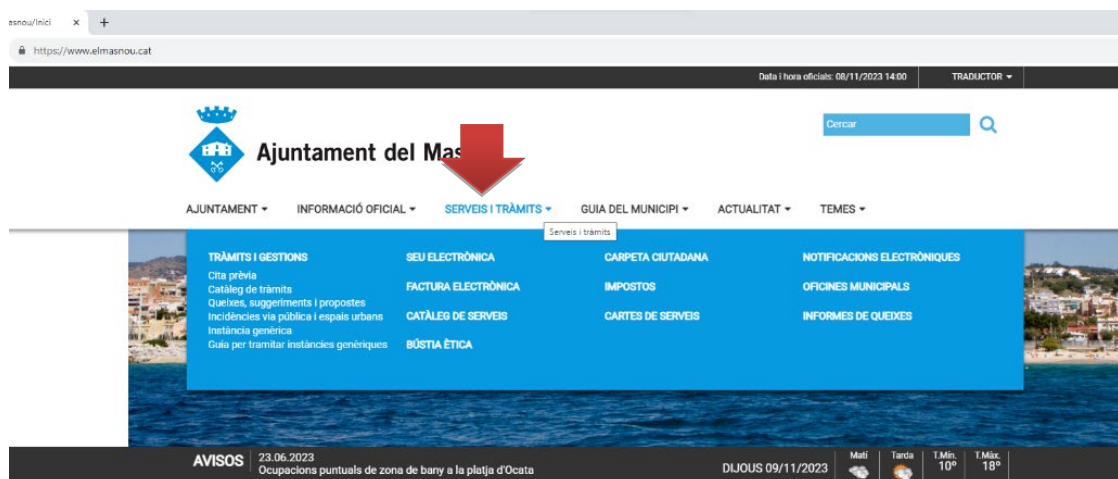 asnou/Inici x +
https://www.elmasnou.cat
Data i hora oficials: 08/11/2023 14:00 TRADUCTOR
Cercar
Ajuntament del Mas
AJUNTAMENT INFORMACIÓ OFICIAL SERVEIS I TRÀMITS GUIA DEL MUNICIPI ACTUALITAT TEMES
Serveis i tràmits
TRÀMITS I GESTIONS
Cita prèvia
Catàleg de tràmits
Queixes, suggeriments i propostes
Incidències via pública i espais urbans
Instància genèrica
Guia per tramitar instàncies genèriques
SEU ELECTRÒNICA
FACTURA ELECTRÒNICA
CATÀLEG DE SERVEIS
BÚSTIA ÈTICA
CARPETA CIUTADANA
IMPOSTOS
CARTES DE SERVEIS
NOTIFICACIONS ELECTRÒNIQUES
OFICINES MUNICIPALS
INFORMES DE QUEIXES
AVISOS
23.06.2023
Ocupacions puntuals de zona de bany a la platja d'Ocata
DIJOUS 09/11/2023
Matí
Tarda
T.Mín.
10º
T.Màx.
18º